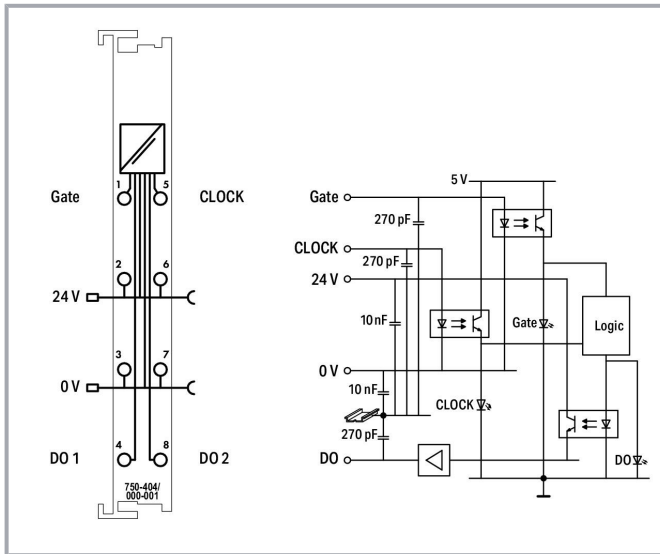 1
5
Gate
CLOCK
2
6
24 V
3
7
0 V
4
8
DO 1
DO 2
750-404/
000-001
5 V
Gate
270 pF
CLOCK
270 pF
24 V
10 nF
Gate
Logic
0 V
10 nF
CLOCK
270 pF
DO
DO